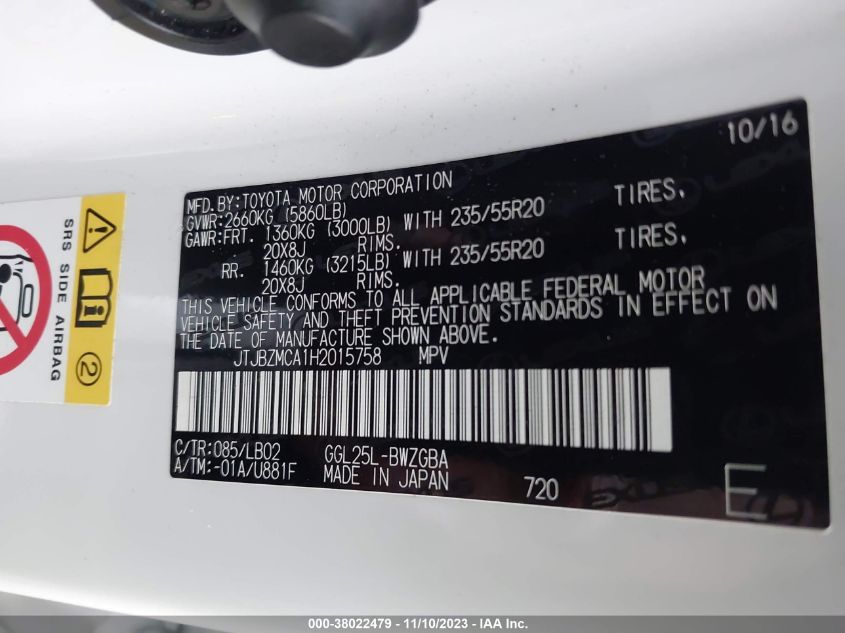 10/16
MFD.BY:TOYOTA MOTOR CORPORATION
GVWR:2660KG (5860LB)
GAWR:FRT. 1360KG (3000LB) WITH 235/55R20 TIRES,
20X8J RIMS.
RR. 1460KG (3215LB) WITH 235/55R20 TIRES,
20X8J RIMS.
THIS VEHICLE CONFORMS TO ALL APPLICABLE FEDERAL MOTOR
VEHICLE SAFETY AND THEFT PREVENTION STANDARDS IN EFFECT ON
THE DATE OF MANUFACTURE SHOWN ABOVE.
JTJBZMCA1H2015758 MPV
C/TR:085/LB02 GGL25L-BWZGBA
A/TM:-01A/U881F MADE IN JAPAN 720 E
SRS SIDE AIRBAG
2
000-38022479 - 11/10/2023 - IAA Inc.